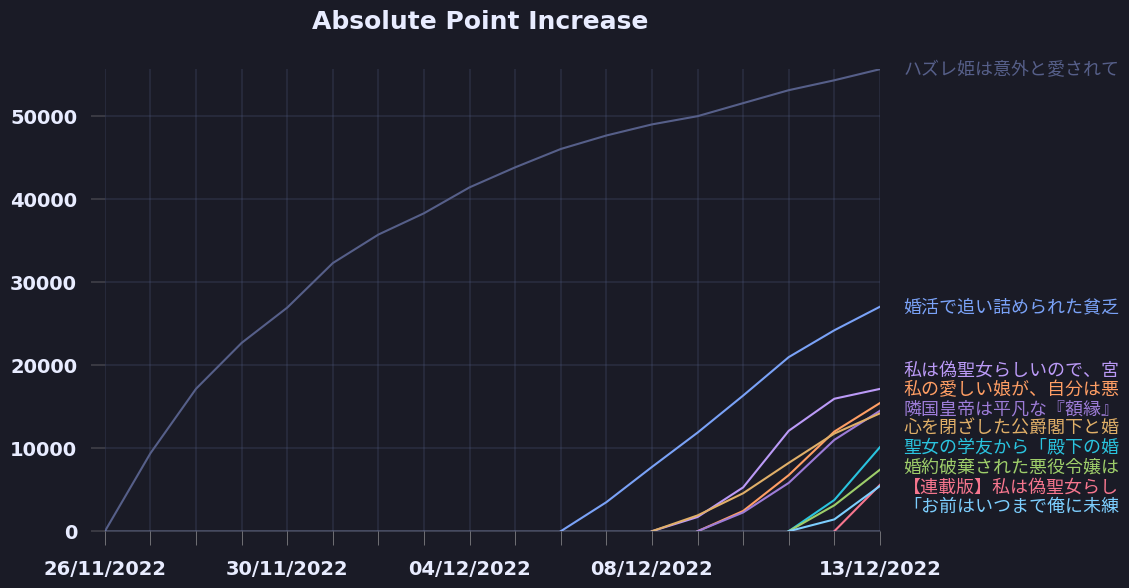 Absolute Point Increase
ハズレ姫は意外と愛されて
50000
40000
30000
婚活で追い詰められた貧乏
20000
私は偽聖女らしいので、宮
私の愛しい娘が、自分は悪
隣国皇帝は平凡な『額縁』
心を閉ざした公爵閣下と婚
10000
聖女の学友から「殿下の婚
婚約破棄された悪役令嬢は
【連載版】私は偽聖女らし
「お前はいつまで俺に未練
0
26/11/2022
30/11/2022
04/12/2022
08/12/2022
13/12/2022